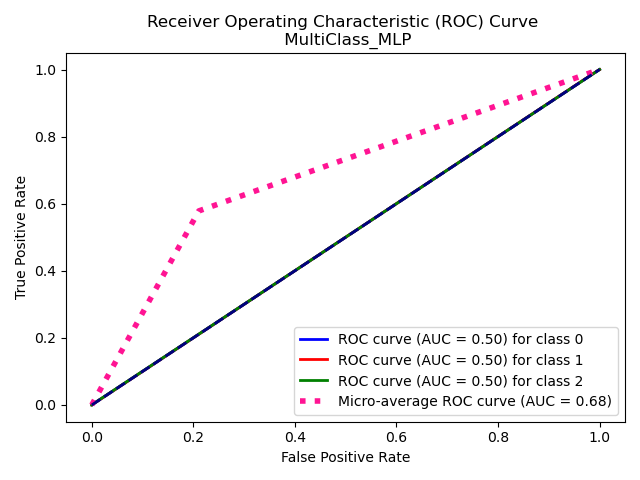 Receiver Operating Characteristic (ROC) Curve
MultiClass_MLP
True Positive Rate
1.0
0.8
0.6
0.4
0.2
0.0
ROC curve (AUC = 0.50) for class 0
ROC curve (AUC = 0.50) for class 1
ROC curve (AUC = 0.50) for class 2
Micro-average ROC curve (AUC = 0.68)
0.0 0.2 0.4 0.6 0.8 1.0
False Positive Rate